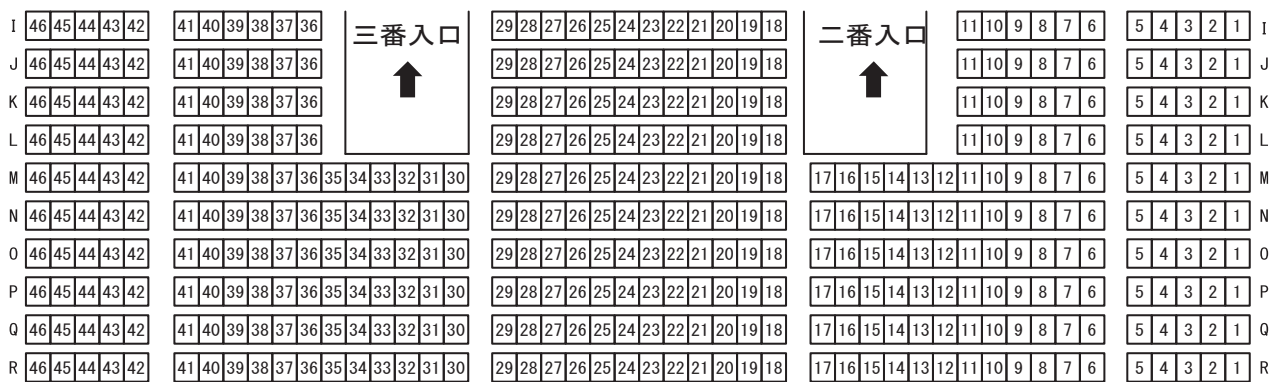 I 46 45 44 43 42 41 40 39 38 37 36 三番入口 29 28 27 26 25 24 23 22 21 20 19 18 二番入口 11 10 9 8 7 6 5 4 3 2 1 I
J 46 45 44 43 42 41 40 39 38 37 36 29 28 27 26 25 24 23 22 21 20 19 18 11 10 9 8 7 6 5 4 3 2 1 J
K 46 45 44 43 42 41 40 39 38 37 36 29 28 27 26 25 24 23 22 21 20 19 18 11 10 9 8 7 6 5 4 3 2 1 K
L 46 45 44 43 42 41 40 39 38 37 36 29 28 27 26 25 24 23 22 21 20 19 18 11 10 9 8 7 6 5 4 3 2 1 L
M 46 45 44 43 42 41 40 39 38 37 36 35 34 33 32 31 30 29 28 27 26 25 24 23 22 21 20 19 18 17 16 15 14 13 12 11 10 9 8 7 6 5 4 3 2 1 M
N 46 45 44 43 42 41 40 39 38 37 36 35 34 33 32 31 30 29 28 27 26 25 24 23 22 21 20 19 18 17 16 15 14 13 12 11 10 9 8 7 6 5 4 3 2 1 N
O 46 45 44 43 42 41 40 39 38 37 36 35 34 33 32 31 30 29 28 27 26 25 24 23 22 21 20 19 18 17 16 15 14 13 12 11 10 9 8 7 6 5 4 3 2 1 O
P 46 45 44 43 42 41 40 39 38 37 36 35 34 33 32 31 30 29 28 27 26 25 24 23 22 21 20 19 18 17 16 15 14 13 12 11 10 9 8 7 6 5 4 3 2 1 P
Q 46 45 44 43 42 41 40 39 38 37 36 35 34 33 32 31 30 29 28 27 26 25 24 23 22 21 20 19 18 17 16 15 14 13 12 11 10 9 8 7 6 5 4 3 2 1 Q
R 46 45 44 43 42 41 40 39 38 37 36 35 34 33 32 31 30 29 28 27 26 25 24 23 22 21 20 19 18 17 16 15 14 13 12 11 10 9 8 7 6 5 4 3 2 1 R